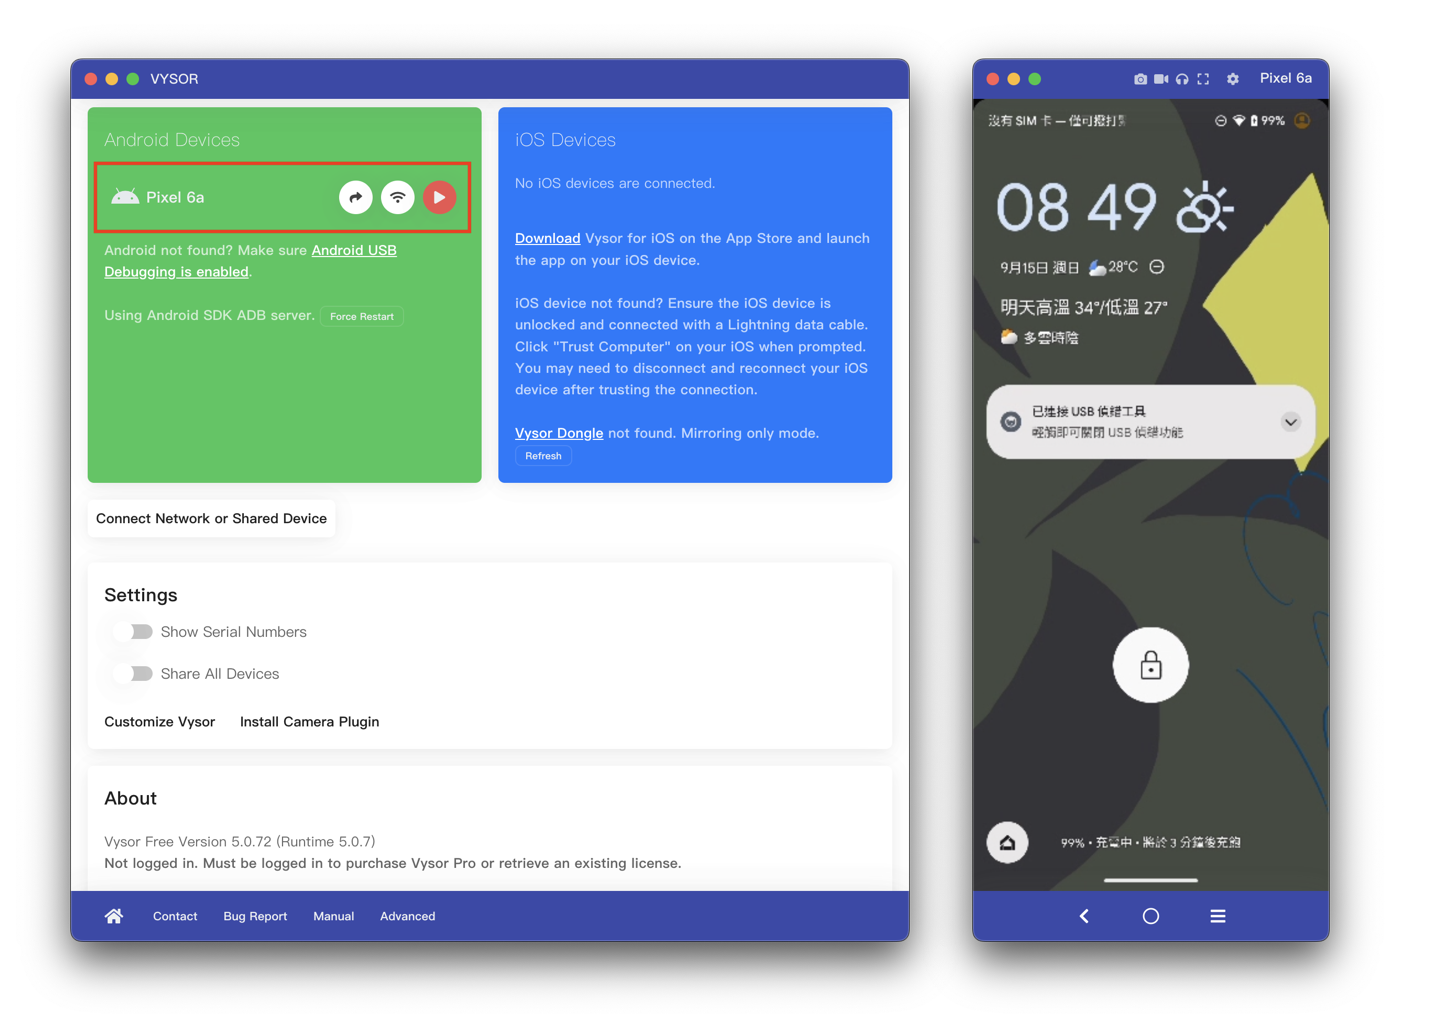 VYSOR
Android Devices
Pixel 6a
Android not found? Make sure Android USB
Debugging is enabled.
Using Android SDK ADB server. Force Restart
iOS Devices
No iOS devices are connected.
Download Vysor for iOS on the App Store and launch
the app on your iOS device.
iOS device not found? Ensure the iOS device is
unlocked and connected with a Lightning data cable.
Click "Trust Computer" on your iOS when prompted.
You may need to disconnect and reconnect your iOS
device after trusting the connection.
Vysor Dongle not found. Mirroring only mode.
Refresh
Connect Network or Shared Device
Settings
Show Serial Numbers
Share All Devices
Customize Vysor Install Camera Plugin
About
Vysor Free Version 5.0.72 (Runtime 5.0.7)
Not logged in. Must be logged in to purchase Vysor Pro or retrieve an existing license.
Contact Bug Report Manual Advanced
Pixel 6a
沒有 SIM 卡 — 僅可撥打 99%
08 49
9月15日 週日 28°C
明天高溫 34°/低溫 27°
多雲時陰
已連接 USB 偵錯工具
輕觸即可關閉 USB 偵錯功能
99% • 充電中 • 將於 3 分鐘後充飽